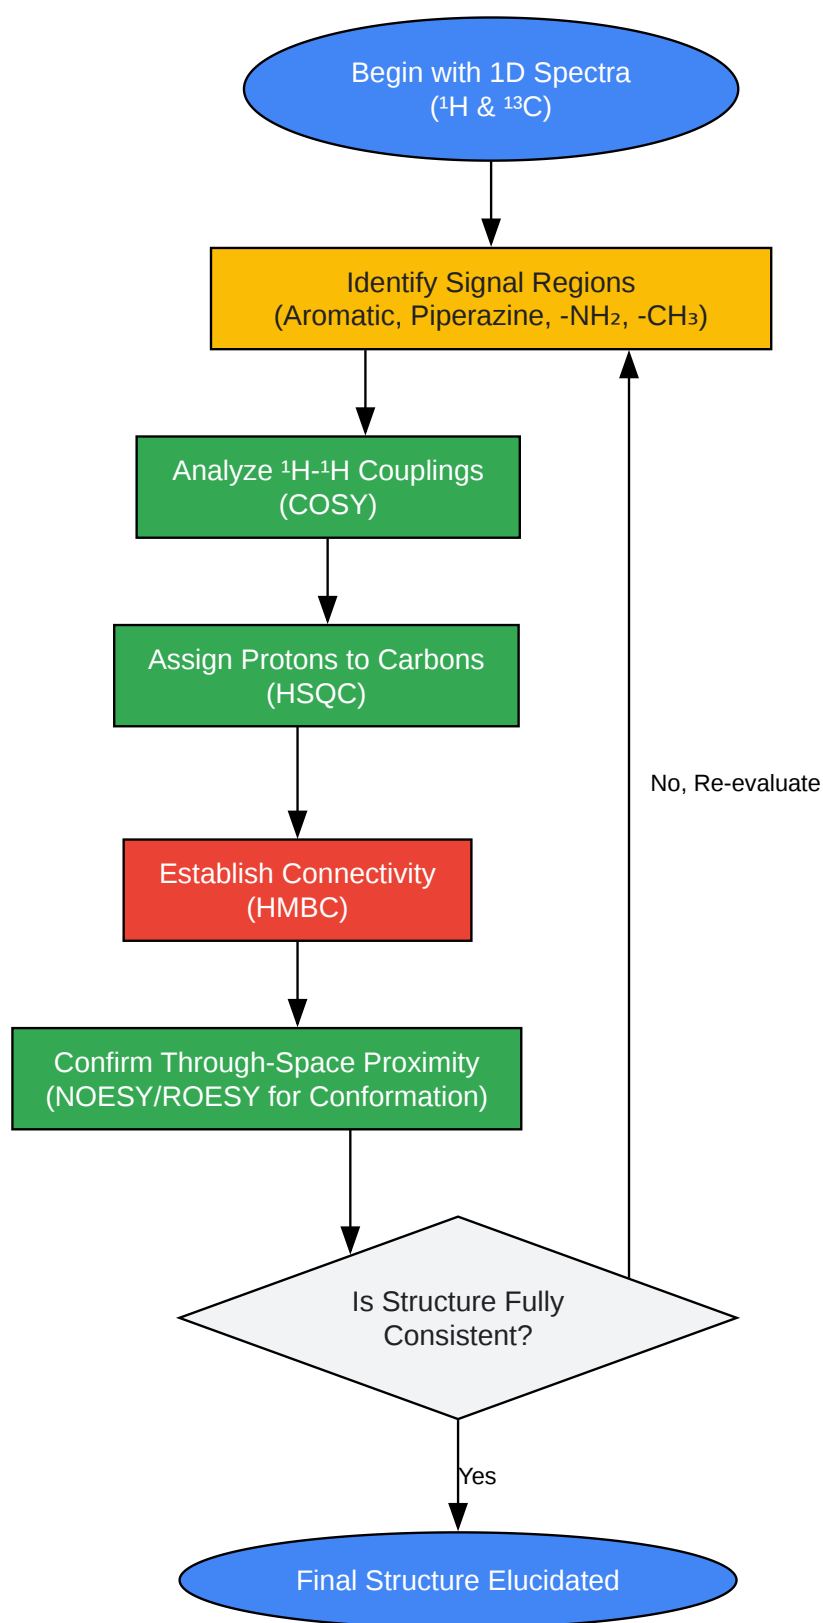 Begin with 1D Spectra
(¹H & ¹³C)
Identify Signal Regions
(Aromatic, Piperazine, -NH₂, -CH₃)
Analyze ¹H-¹H Couplings
(COSY)
Assign Protons to Carbons
(HSQC)
No, Re-evaluate
Establish Connectivity
(HMBC)
Confirm Through-Space Proximity
(NOESY/ROESY for Conformation)
Is Structure Fully
Consistent?
Yes
Final Structure Elucidated